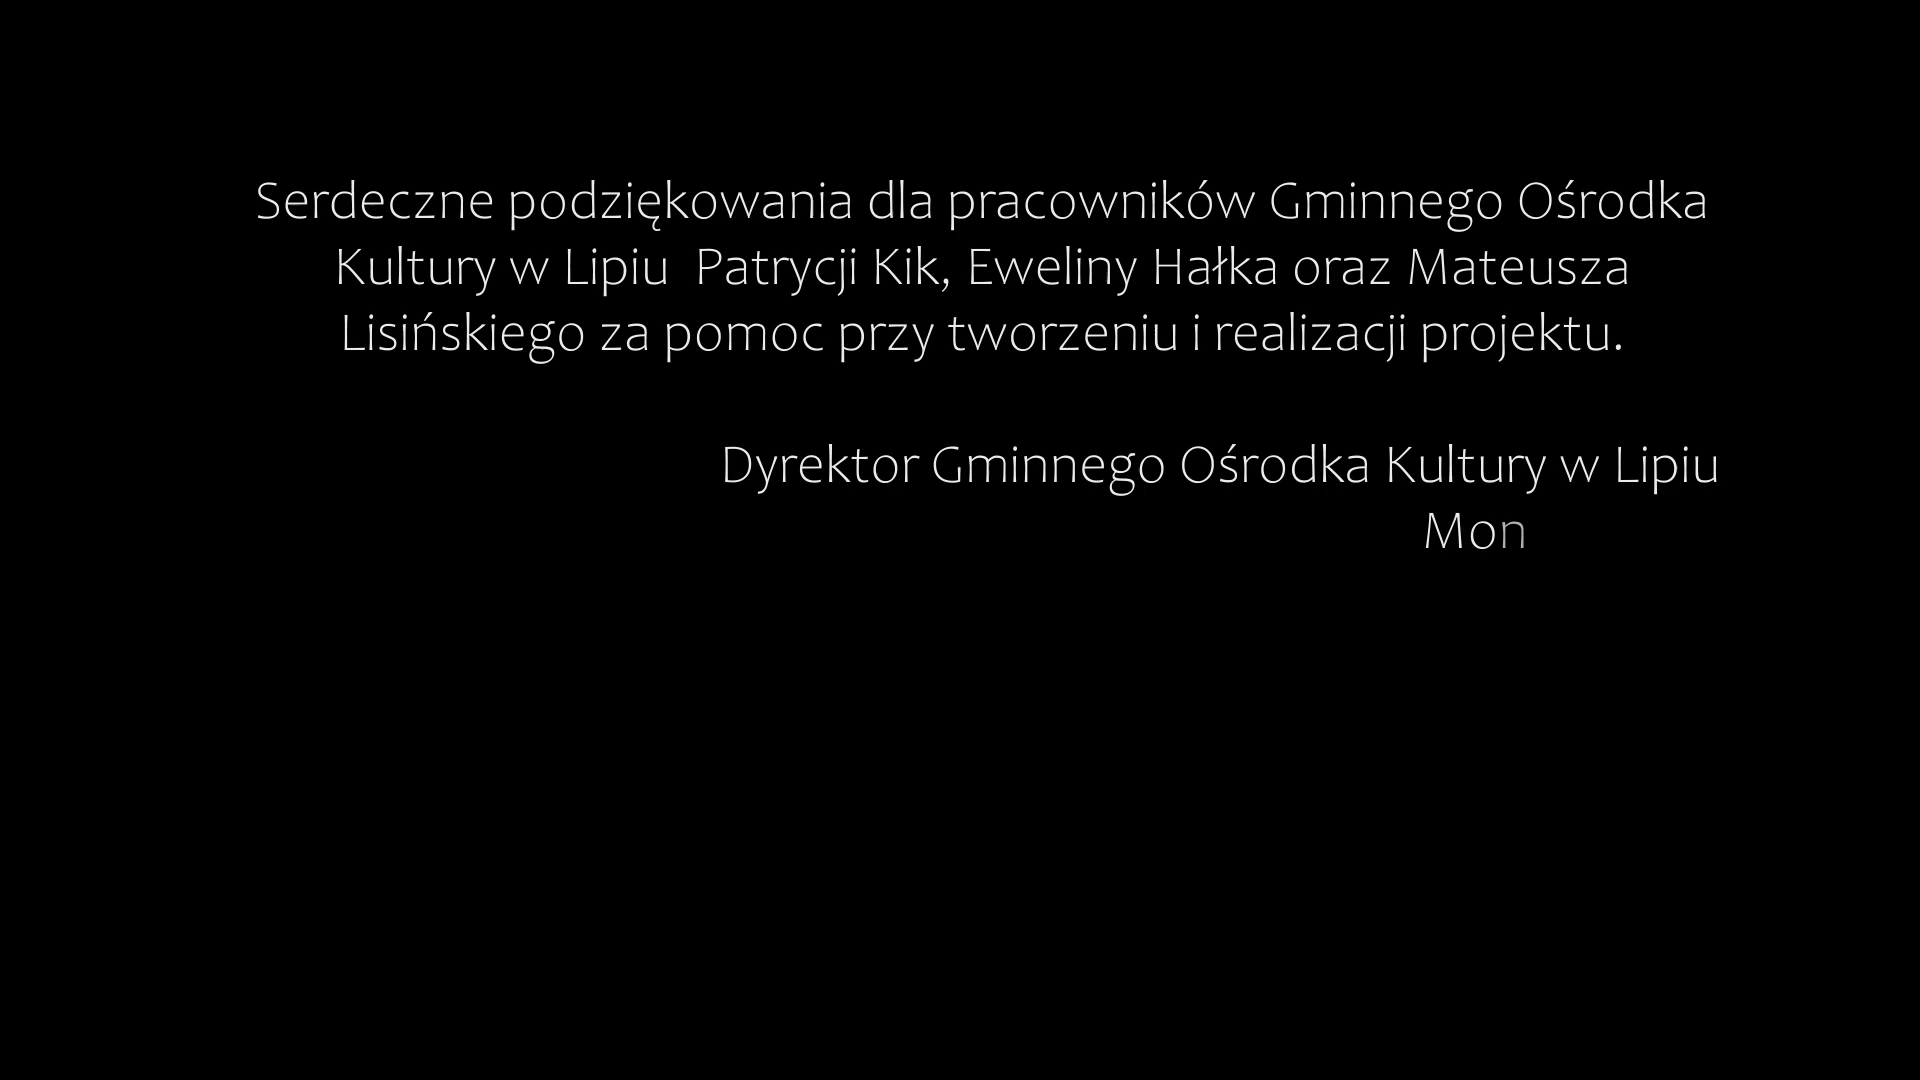 Serdeczne podziękowania dla pracowników Gminnego Ośrodka
Kultury w Lipiu Patrycji Kik, Eweliny Hałka oraz Mateusza
Lisińskiego za pomoc przy tworzeniu i realizacji projektu.
Dyrektor Gminnego Ośrodka Kultury w Lipiu
Mon